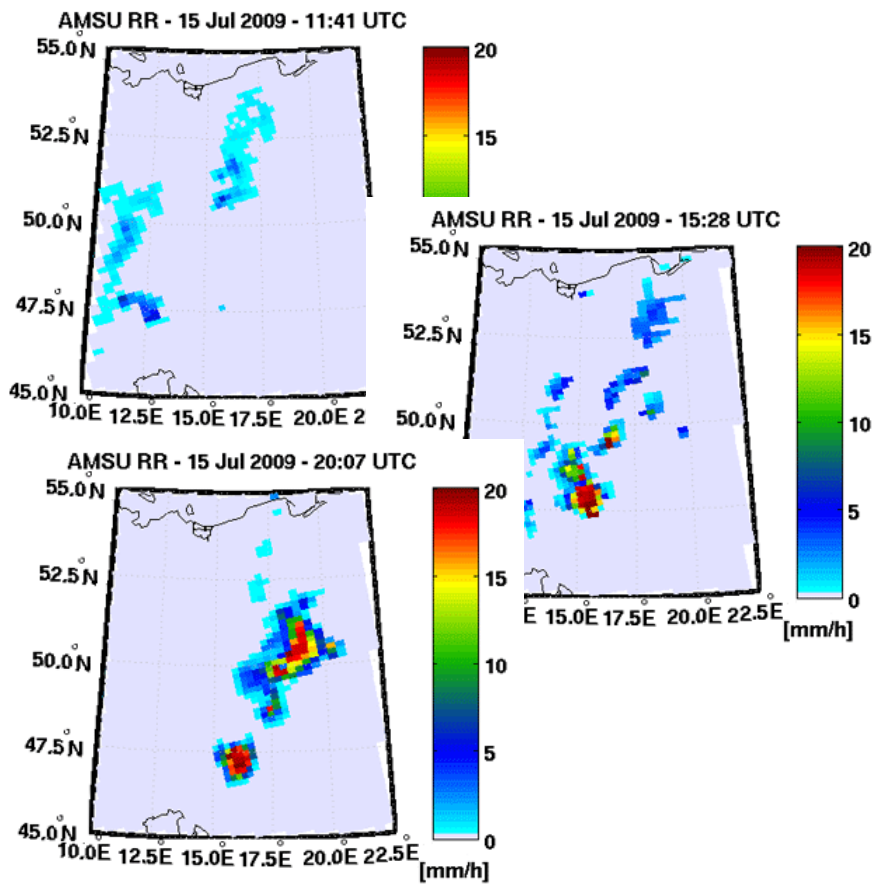 AMSU RR - 15 Jul 2009 - 11:41 UTC
55.0°N
52.5°N
50.0°N
47.5°N
45.0°N
10.0E 12.5E 15.0E 17.5E 20.0E 2
20
15
AMSU RR - 15 Jul 2009 - 15:28 UTC
55.0°N
52.5°N
50.0°N
E 15.0E 17.5E 20.0E 22.5E
20
15
10
5
0
[mm/h]
AMSU RR - 15 Jul 2009 - 20:07 UTC
55.0°N
52.5°N
50.0°N
47.5°N
45.0°N
10.0E 12.5E 15.0E 17.5E 20.0E 22.5E
20
15
10
5
0
[mm/h]